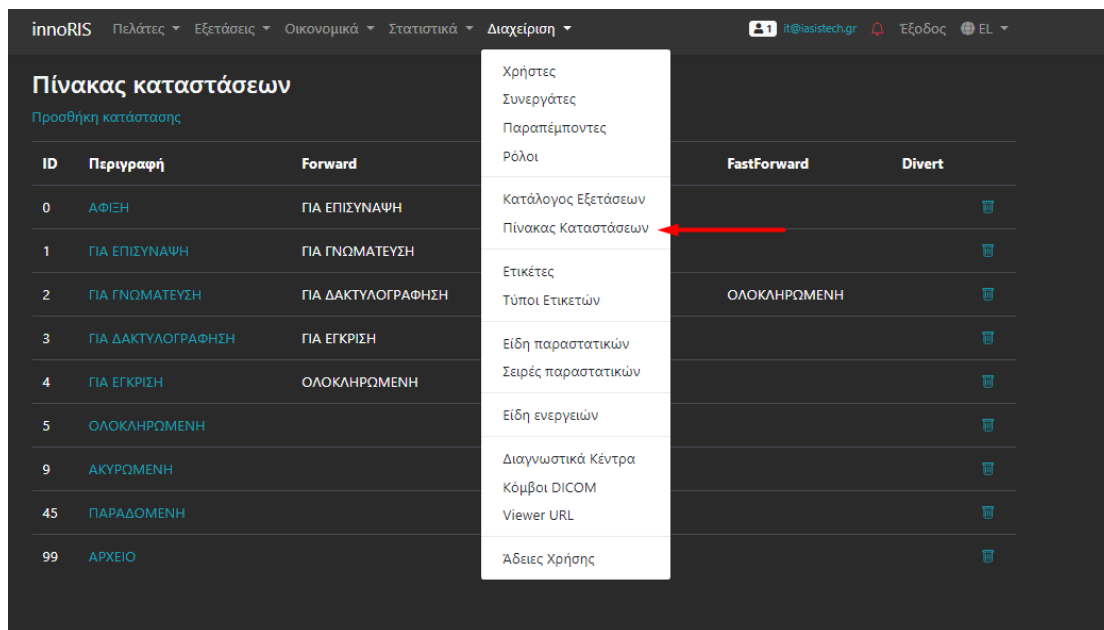 innoRIS Πελάτες Εξετάσεις Οικονομικά Στατιστικά Διαχείριση 1 it@iasistech.gr Έξοδος EL
Πίνακας καταστάσεων
Προσθήκη κατάστασης
ID Περιγραφή Forward FastForward Divert
0 ΑΦΙΞΗ ΓΙΑ ΕΠΙΣΥΝΑΨΗ
1 ΓΙΑ ΕΠΙΣΥΝΑΨΗ ΓΙΑ ΓΝΩΜΑΤΕΥΣΗ
2 ΓΙΑ ΓΝΩΜΑΤΕΥΣΗ ΓΙΑ ΔΑΚΤΥΛΟΓΡΑΦΗΣΗ ΟΛΟΚΛΗΡΩΜΕΝΗ
3 ΓΙΑ ΔΑΚΤΥΛΟΓΡΑΦΗΣΗ ΓΙΑ ΕΓΚΡΙΣΗ
4 ΓΙΑ ΕΓΚΡΙΣΗ ΟΛΟΚΛΗΡΩΜΕΝΗ
5 ΟΛΟΚΛΗΡΩΜΕΝΗ
9 ΑΚΥΡΩΜΕΝΗ
45 ΠΑΡΑΔΟΜΕΝΗ
99 ΑΡΧΕΙΟ
Χρήστες
Συνεργάτες
Παραπέμποντες
Ρόλοι
Κατάλογος Εξετάσεων
Πίνακας Καταστάσεων
Ετικέτες
Τύποι Ετικετών
Είδη παραστατικών
Σειρές παραστατικών
Είδη ενεργειών
Διαγνωστικά Κέντρα
Κόμβοι DICOM
Viewer URL
Άδειες Χρήσης